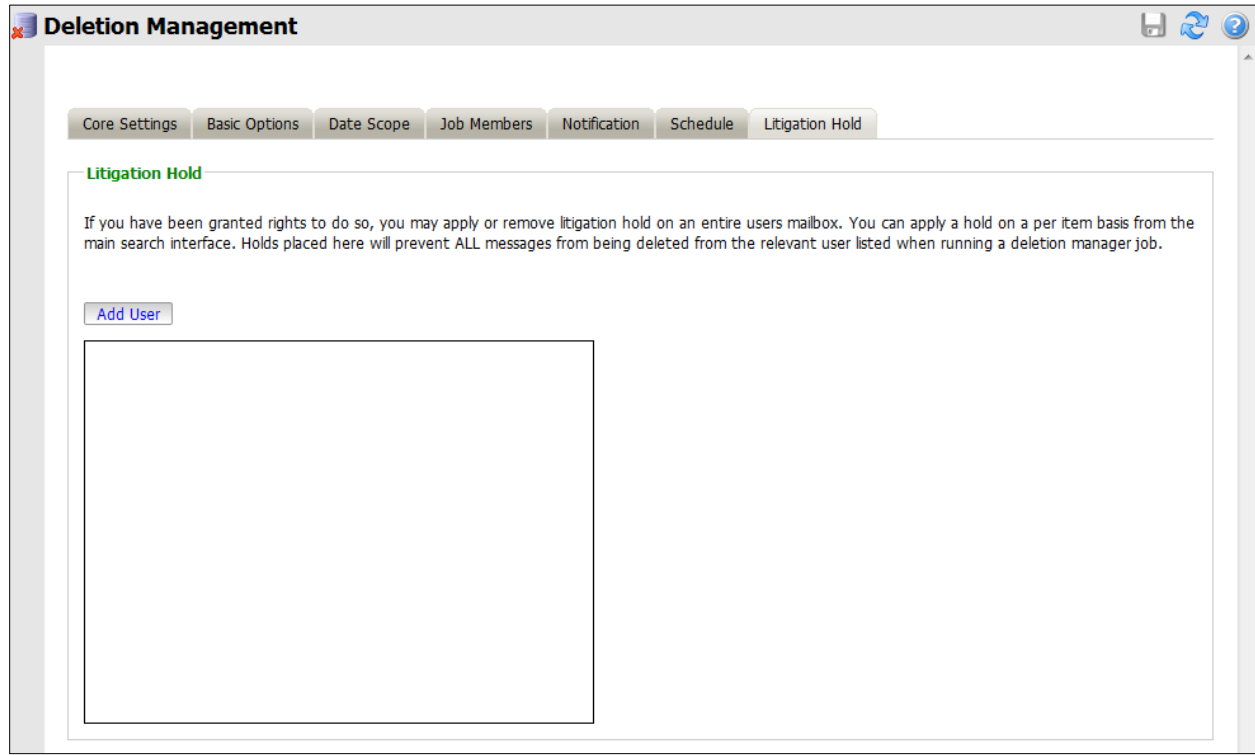 Deletion Management
Core Settings Basic Options Date Scope Job Members Notification Schedule Litigation Hold
Litigation Hold
If you have been granted rights to do so, you may apply or remove litigation hold on an entire users mailbox. You can apply a hold on a per item basis from the
main search interface. Holds placed here will prevent ALL messages from being deleted from the relevant user listed when running a deletion manager job.
Add User